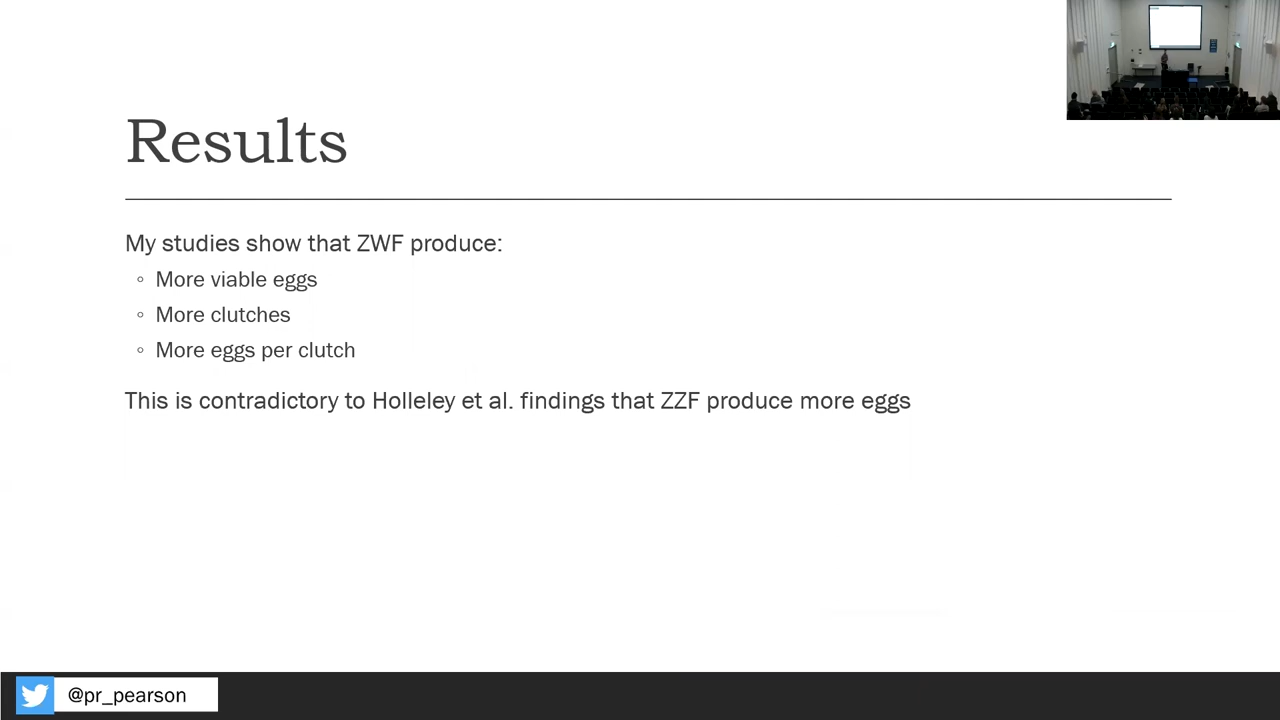 Results
My studies show that ZWF produce:
◦ More viable eggs
◦ More clutches
◦ More eggs per clutch
This is contradictory to Holleley et al. findings that ZZF produce more eggs
@pr_pearson